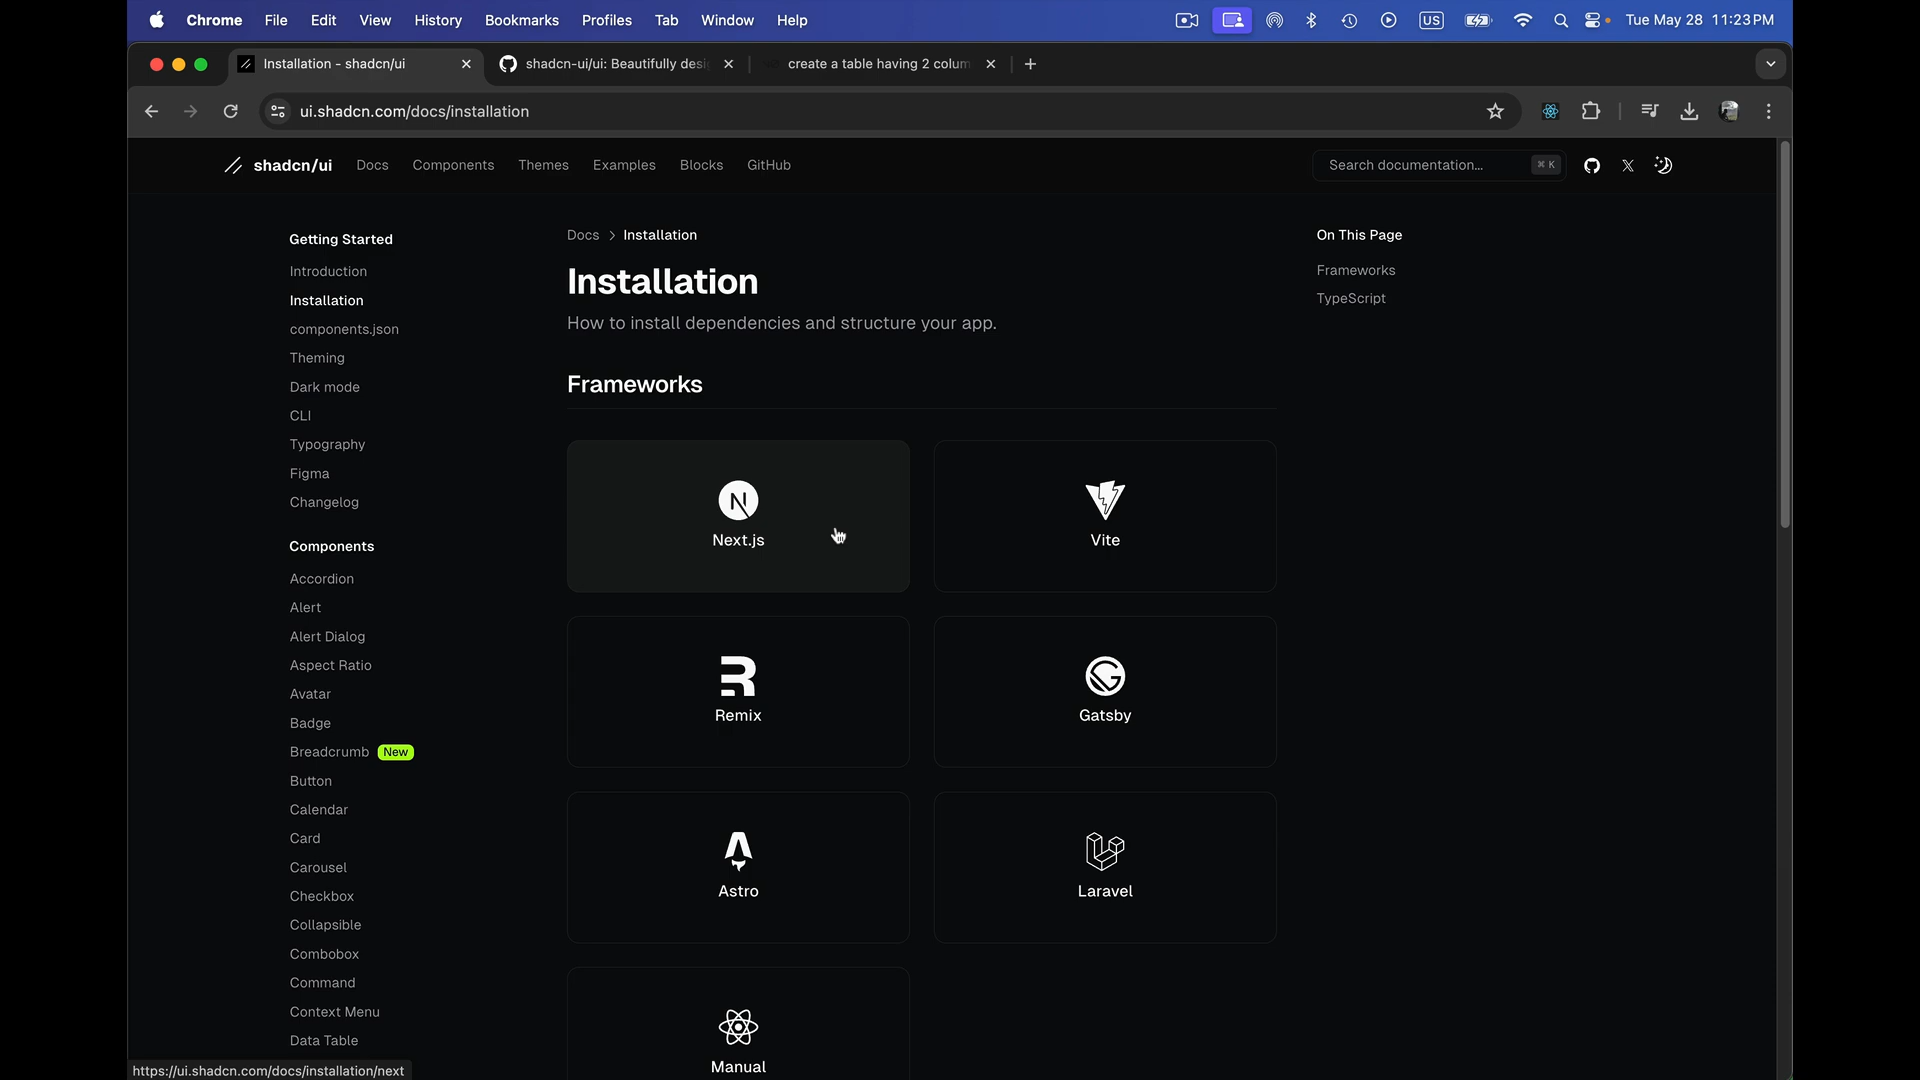 Chrome File Edit View History Bookmarks Profiles Tab Window Help US Tue May 28 11:23 PM
Installation - shadcn/ui shadcn-ui/ui: Beautifully desi create a table having 2 colum
ui.shadcn.com/docs/installation
shadcn/ui Docs Components Themes Examples Blocks GitHub Search documentation... ⌘ K
Getting Started
Introduction
Installation
components.json
Theming
Dark mode
CLI
Typography
Figma
Changelog
Components
Accordion
Alert
Alert Dialog
Aspect Ratio
Avatar
Badge
Breadcrumb New
Button
Calendar
Card
Carousel
Checkbox
Collapsible
Combobox
Command
Context Menu
Data Table
Docs > Installation
Installation
How to install dependencies and structure your app.
Frameworks
Next.js
Vite
Remix
Gatsby
Astro
Laravel
Manual
On This Page
Frameworks
TypeScript
https://ui.shadcn.com/docs/installation/next